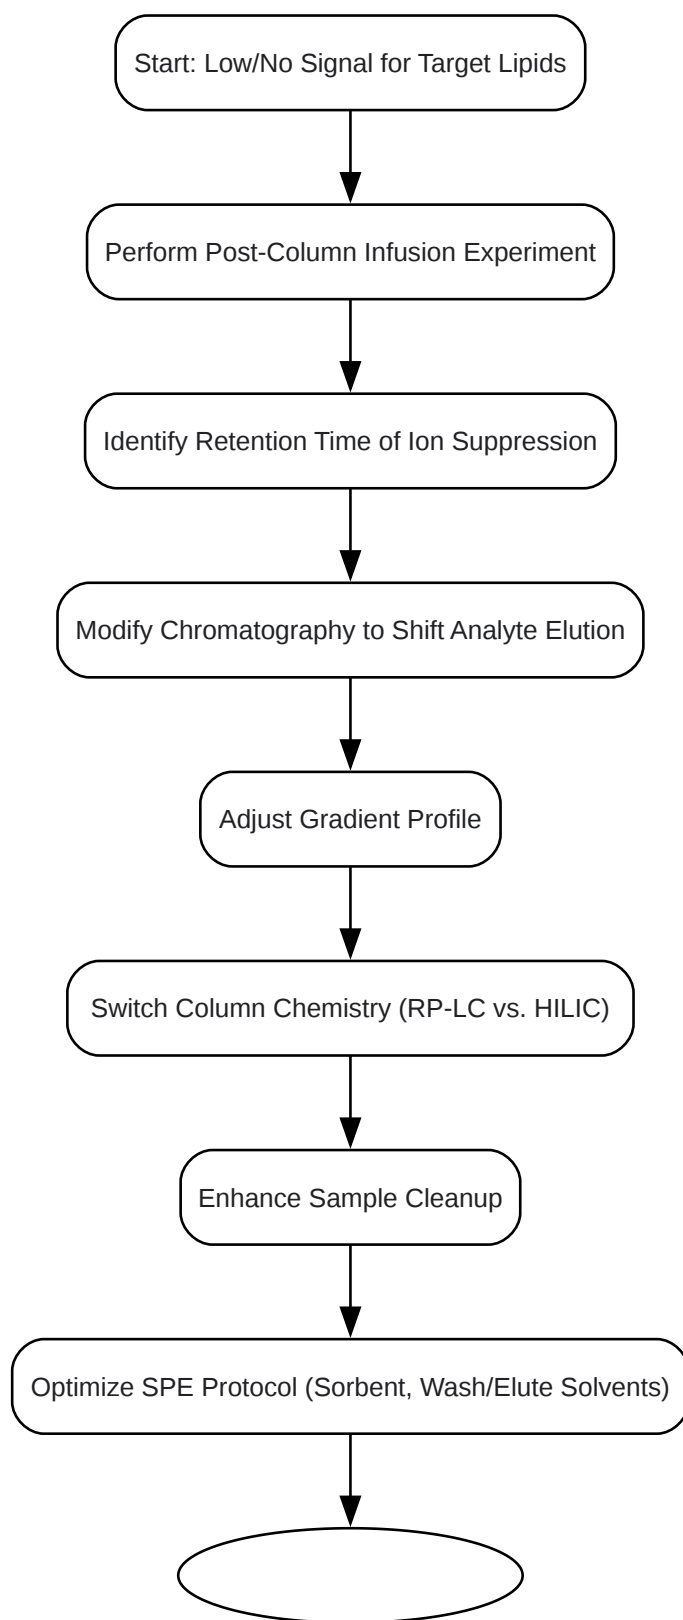 Start: Low/No Signal for Target Lipids
Perform Post-Column Infusion Experiment
Identify Retention Time of Ion Suppression
Modify Chromatography to Shift Analyte Elution
Adjust Gradient Profile
Switch Column Chemistry (RP-LC vs. HILIC)
Enhance Sample Cleanup
Optimize SPE Protocol (Sorbent, Wash/Elute Solvents)